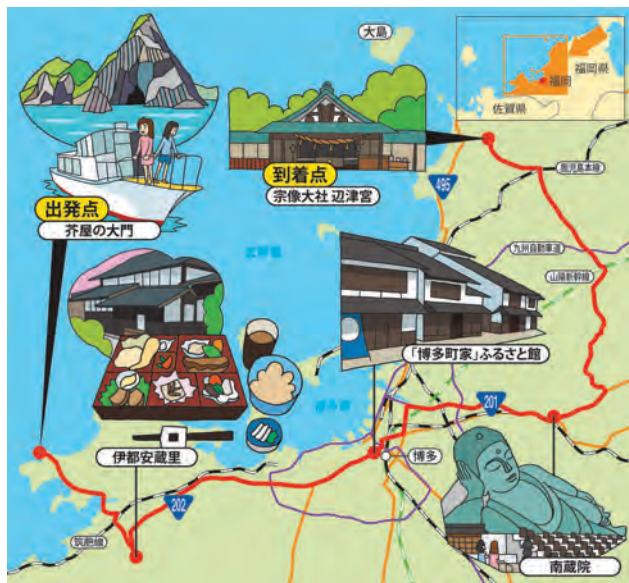 大島
福岡県
福岡
佐賀県
到着点
宗像大社 辺津宮
495
鹿児島本線
出発点
芥屋の大門
九州自動車道
山陽新幹線
「博多町家」ふるさと館
201
伊都安蔵里
博多
202
筑肥線
南蔵院